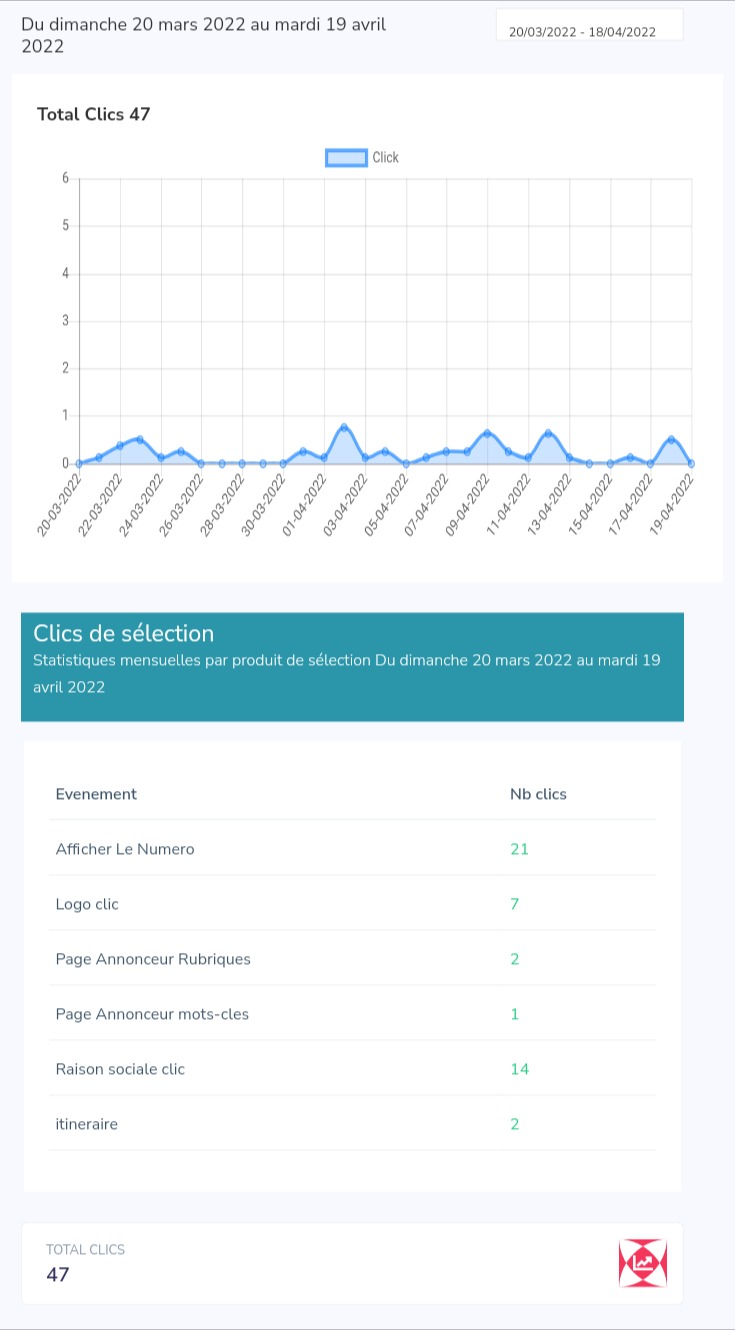 Du dimanche 20 mars 2022 au mardi 19 avril
2022
20/03/2022 - 18/04/2022
Total Clics 47
Click
6
5
4
3
2
1
0
20-03-2022
22-03-2022
24-03-2022
26-03-2022
28-03-2022
30-03-2022
01-04-2022
03-04-2022
05-04-2022
07-04-2022
09-04-2022
11-04-2022
13-04-2022
15-04-2022
17-04-2022
19-04-2022
Clics de sélection
Statistiques mensuelles par produit de sélection Du dimanche 20 mars 2022 au mardi 19
avril 2022
Evenement Nb clics
Afficher Le Numero 21
Logo clic 7
Page Annonceur Rubriques 2
Page Annonceur mots-cles 1
Raison sociale clic 14
itineraire 2
TOTAL CLICS
47